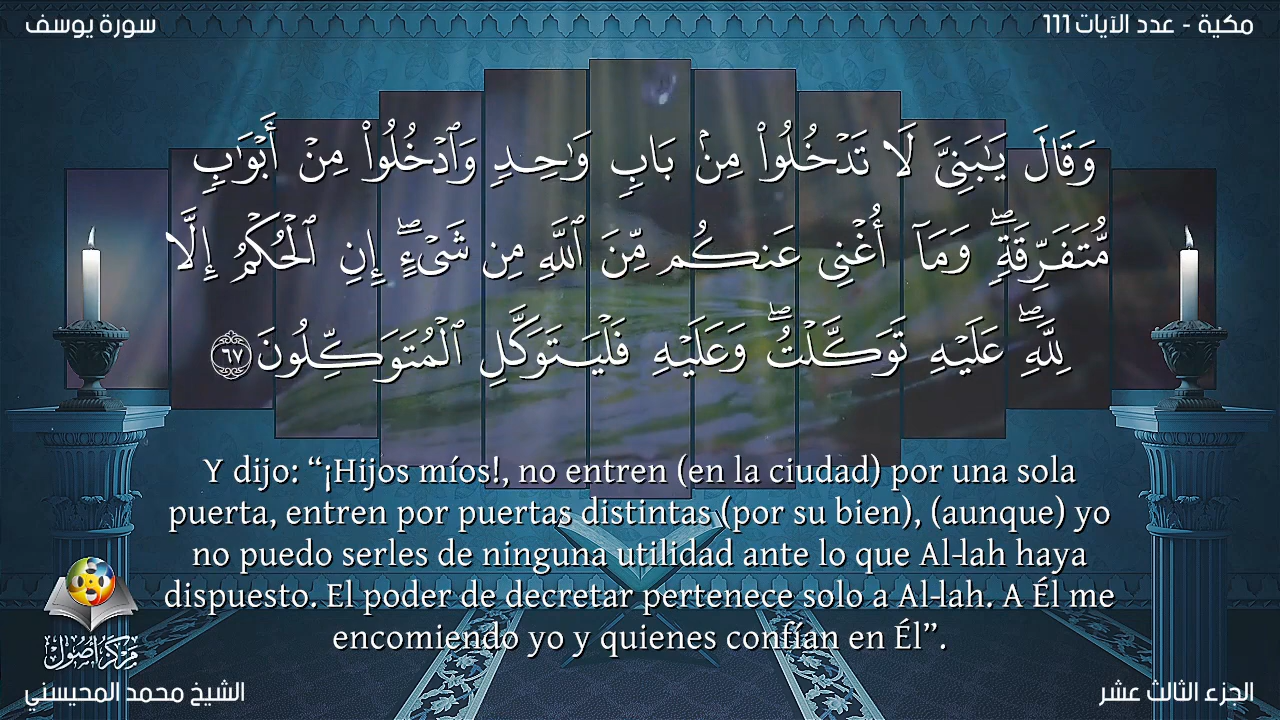 سورة يوسف
مكية - عدد الآيات 111
وَقَالَ يَٰبَنِىَّ لَا تَدْخُلُوا۟ مِنۢ بَابٍ وَٰحِدٍ وَٱدْخُلُوا۟ مِنْ أَبْوَٰبٍ
مُّتَفَرِّقَةٍ ۖ وَمَآ أُغْنِى عَنكُم مِّنَ ٱللَّهِ مِن شَىْءٍ ۖ إِنِ ٱلْحُكْمُ إِلَّا
لِلَّهِ ۖ عَلَيْهِ تَوَكَّلْتُ ۖ وَعَلَيْهِ فَلْيَتَوَكَّلِ ٱلْمُتَوَكِّلُونَ ٦٧
Y dijo: “¡Hijos míos!, no entren (en la ciudad) por una sola
puerta, entren por puertas distintas (por su bien), (aunque) yo
no puedo serles de ninguna utilidad ante lo que Al-lah haya
dispuesto. El poder de decretar pertenece solo a Al-lah. A Él me
encomiendo yo y quienes confían en Él”.
مركز أصول
الشيخ محمد المحيسني
الجزء الثالث عشر